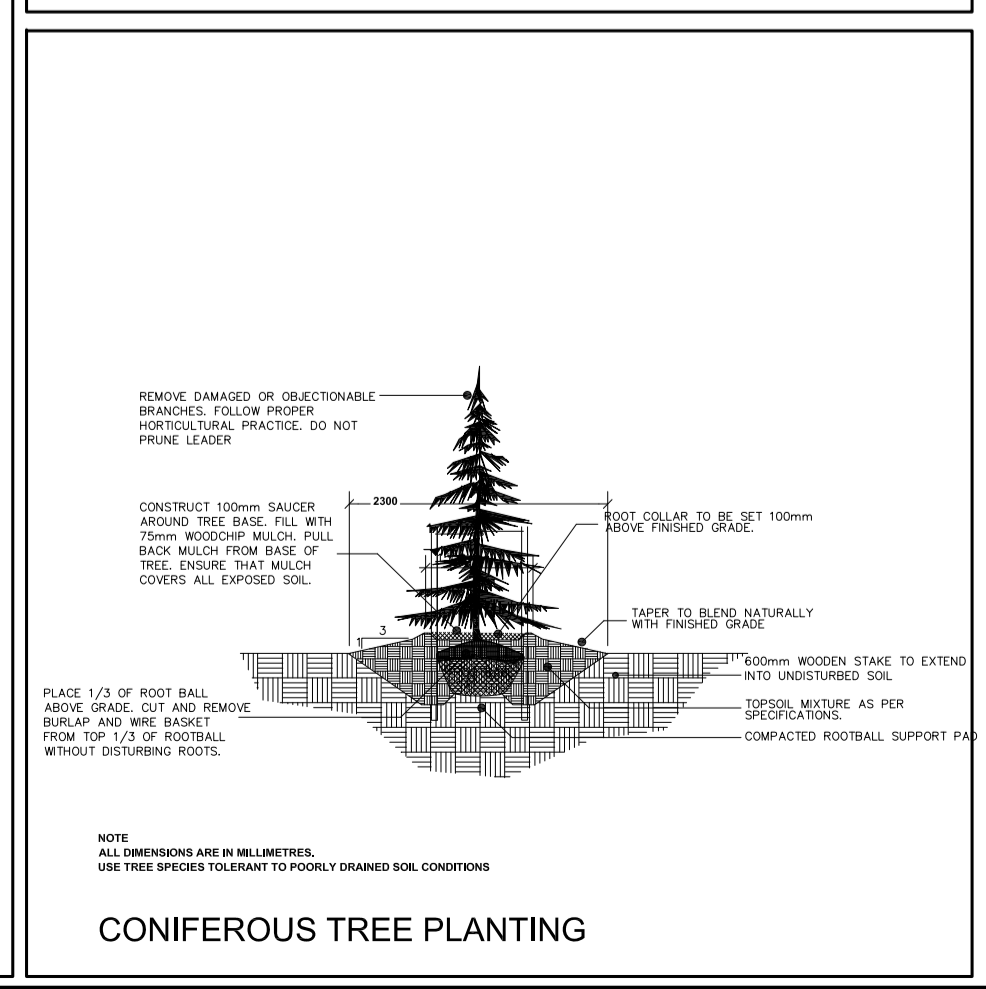 REMOVE DAMAGED OR OBJECTIONABLE
BRANCHES. FOLLOW PROPER
HORTICULTURAL PRACTICE. DO NOT
PRUNE LEADER
2300
CONSTRUCT 100mm SAUCER
AROUND TREE BASE. FILL WITH
75mm WOODCHIP MULCH. PULL
BACK MULCH FROM BASE OF
TREE. ENSURE THAT MULCH
COVERS ALL EXPOSED SOIL.
ROOT COLLAR TO BE SET 100mm
ABOVE FINISHED GRADE.
TAPER TO BLEND NATURALLY
WITH FINISHED GRADE
3
1
600mm WOODEN STAKE TO EXTEND
INTO UNDISTURBED SOIL
PLACE 1/3 OF ROOT BALL
ABOVE GRADE. CUT AND REMOVE
BURLAP AND WIRE BASKET
FROM TOP 1/3 OF ROOTBALL
WITHOUT DISTURBING ROOTS.
TOPSOIL MIXTURE AS PER
SPECIFICATIONS.
COMPACTED ROOTBALL SUPPORT PAD
NOTE
ALL DIMENSIONS ARE IN MILLIMETRES.
USE TREE SPECIES TOLERANT TO POORLY DRAINED SOIL CONDITIONS
CONIFEROUS TREE PLANTING